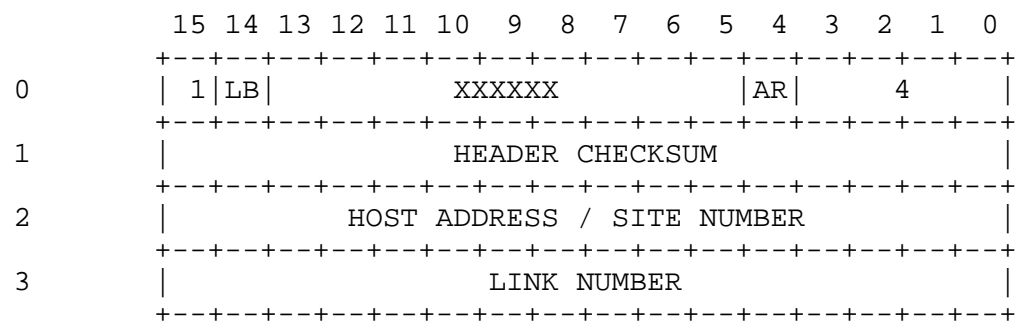 15 14 13 12 11 10 9 8 7 6 5 4 3 2 1 0
+--+--+--+--+--+--+--+--+--+--+--+--+--+--+--+--+
0 | 1|LB| XXXXXX |AR| 4 |
+--+--+--+--+--+--+--+--+--+--+--+--+--+--+--+--+
1 | HEADER CHECKSUM |
+--+--+--+--+--+--+--+--+--+--+--+--+--+--+--+--+
2 | HOST ADDRESS / SITE NUMBER |
+--+--+--+--+--+--+--+--+--+--+--+--+--+--+--+--+
3 | LINK NUMBER |
+--+--+--+--+--+--+--+--+--+--+--+--+--+--+--+--+